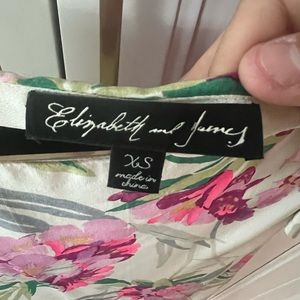 Elizabeth and James
XS
made in
china